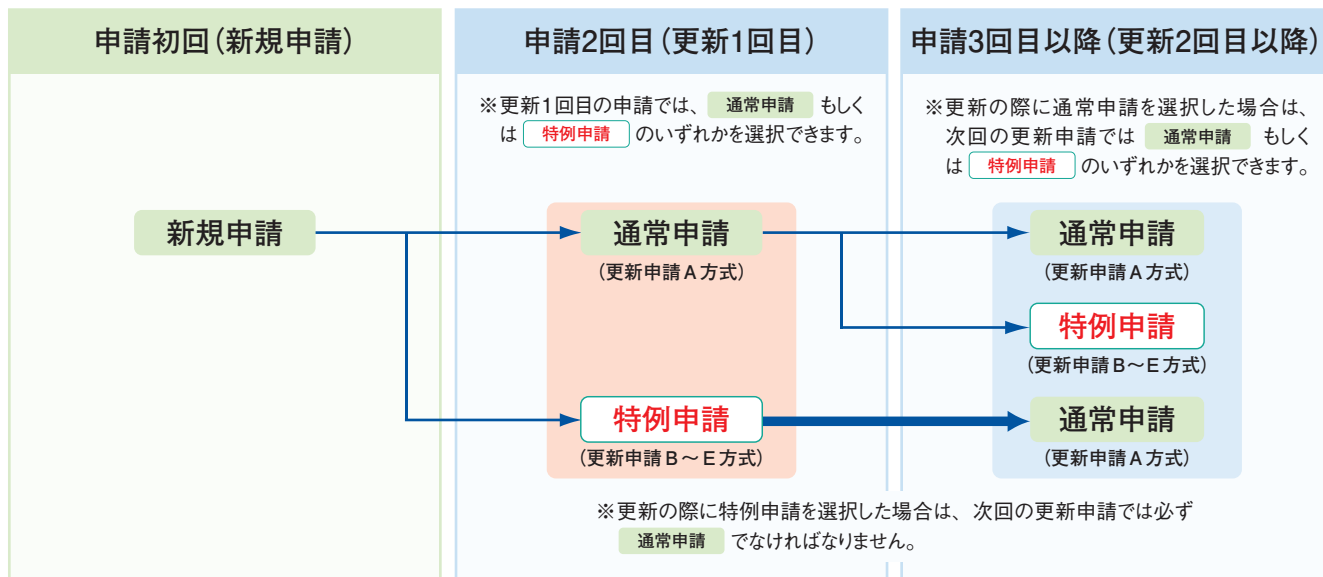 申請初回(新規申請)
新規申請
申請2回目(更新1回目)
※更新1回目の申請では、 通常申請 もしく
は 特例申請 のいずれかを選択できます。
通常申請
(更新申請A方式)
特例申請
(更新申請B～E方式)
申請3回目以降(更新2回目以降)
※更新の際に通常申請を選択した場合は、
次回の更新申請では 通常申請 もしく
は 特例申請 のいずれかを選択できます。
通常申請
(更新申請A方式)
特例申請
(更新申請B～E方式)
通常申請
(更新申請A方式)
※更新の際に特例申請を選択した場合は、次回の更新申請では必ず
通常申請 でなければなりません。